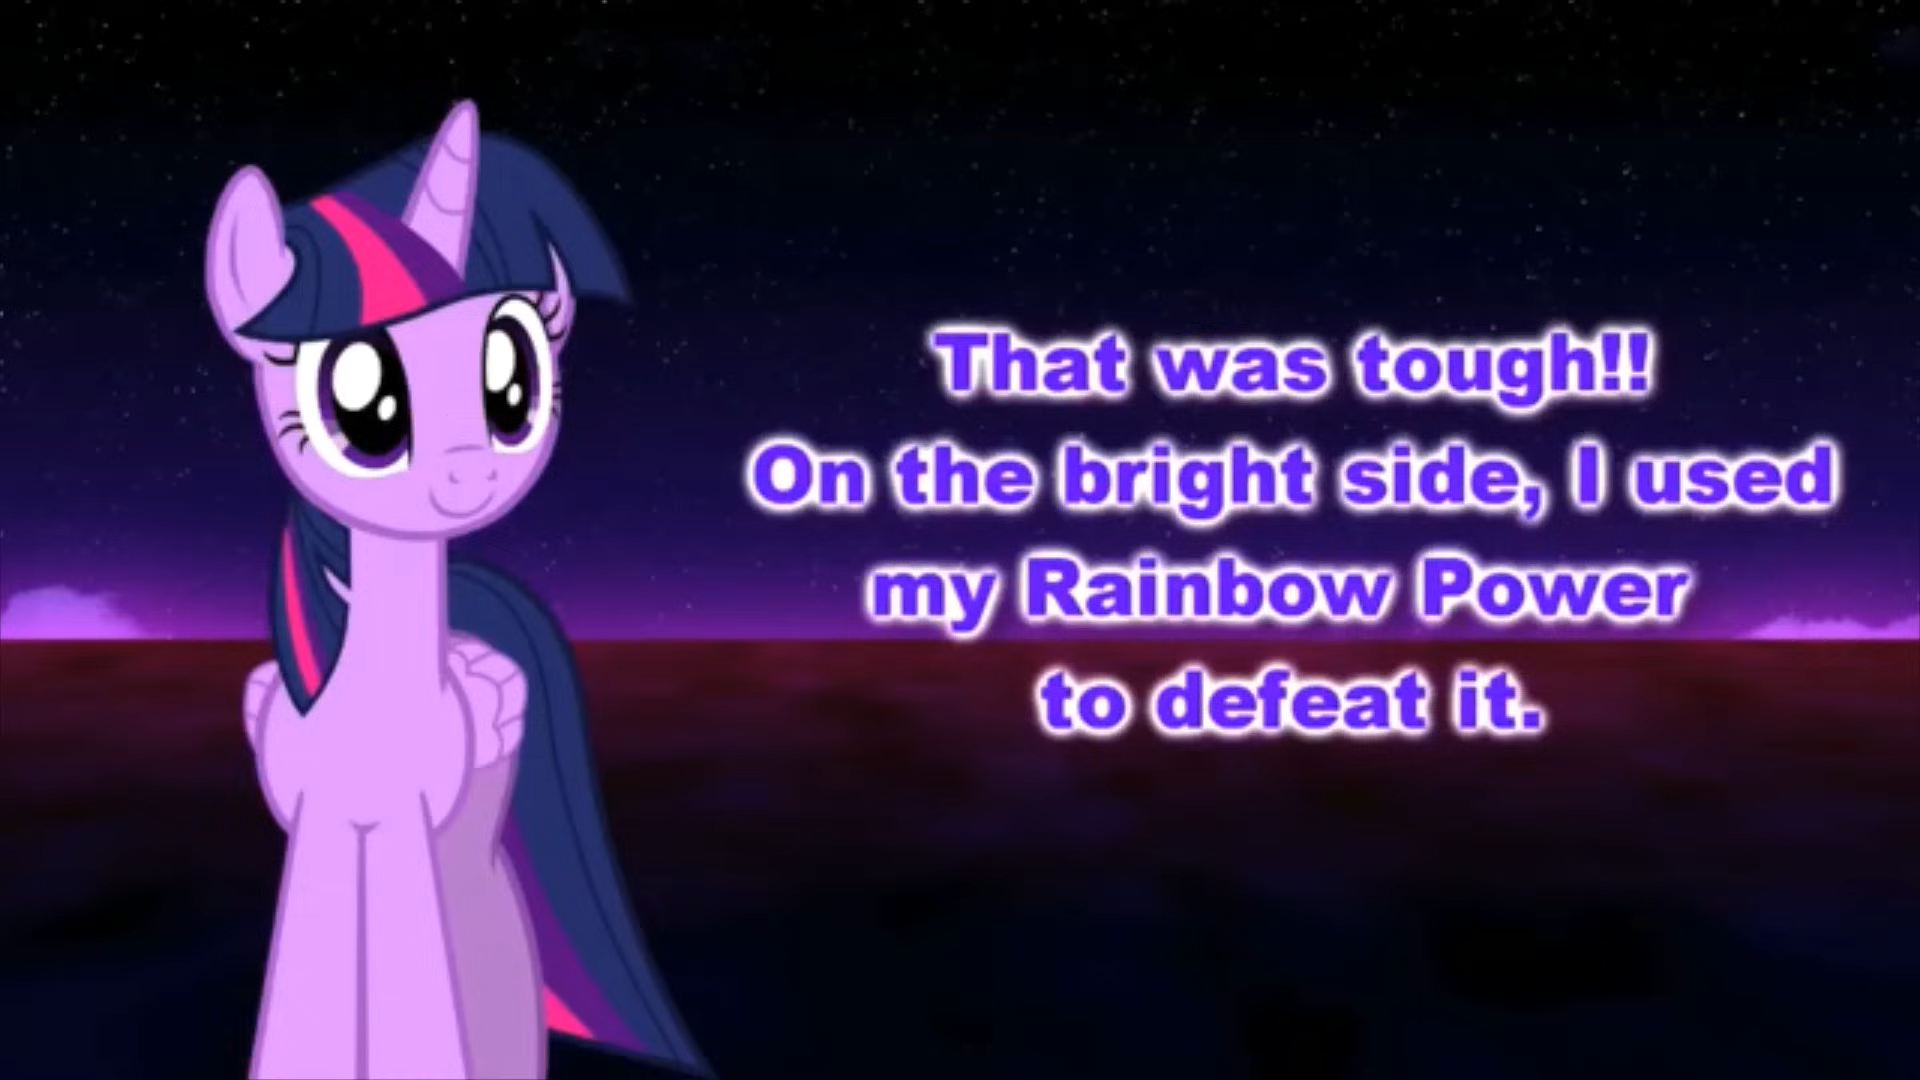 That was tough!!
On the bright side, I used
my Rainbow Power
to defeat it.